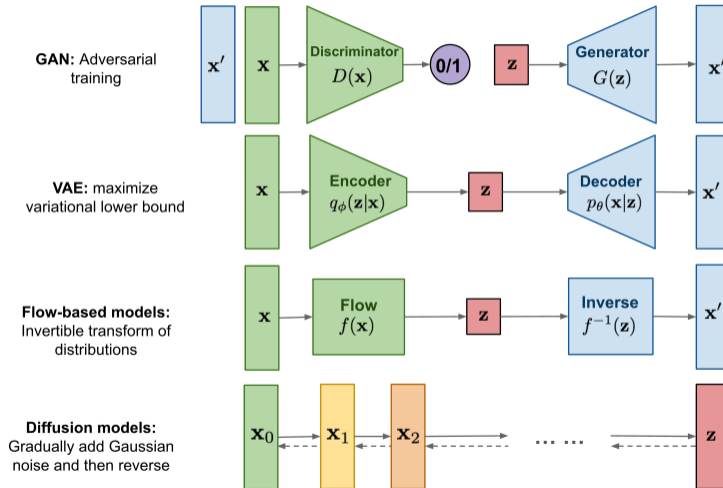 GAN: Adversarial
training
x′
x
Discriminator
D(x)
0/1
z
Generator
G(z)
x′
VAE: maximize
variational lower bound
x
Encoder
qϕ(z|x)
z
Decoder
pθ(x|z)
x′
Flow-based models:
Invertible transform of
distributions
x
Flow
f(x)
z
Inverse
f⁻¹(z)
x′
Diffusion models:
Gradually add Gaussian
noise and then reverse
x₀
x₁
x₂
... ...
z